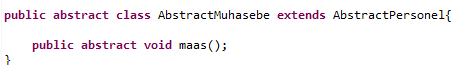 public abstract class AbstractMuhasebe extends AbstractPersonel{
public abstract void maas();
}